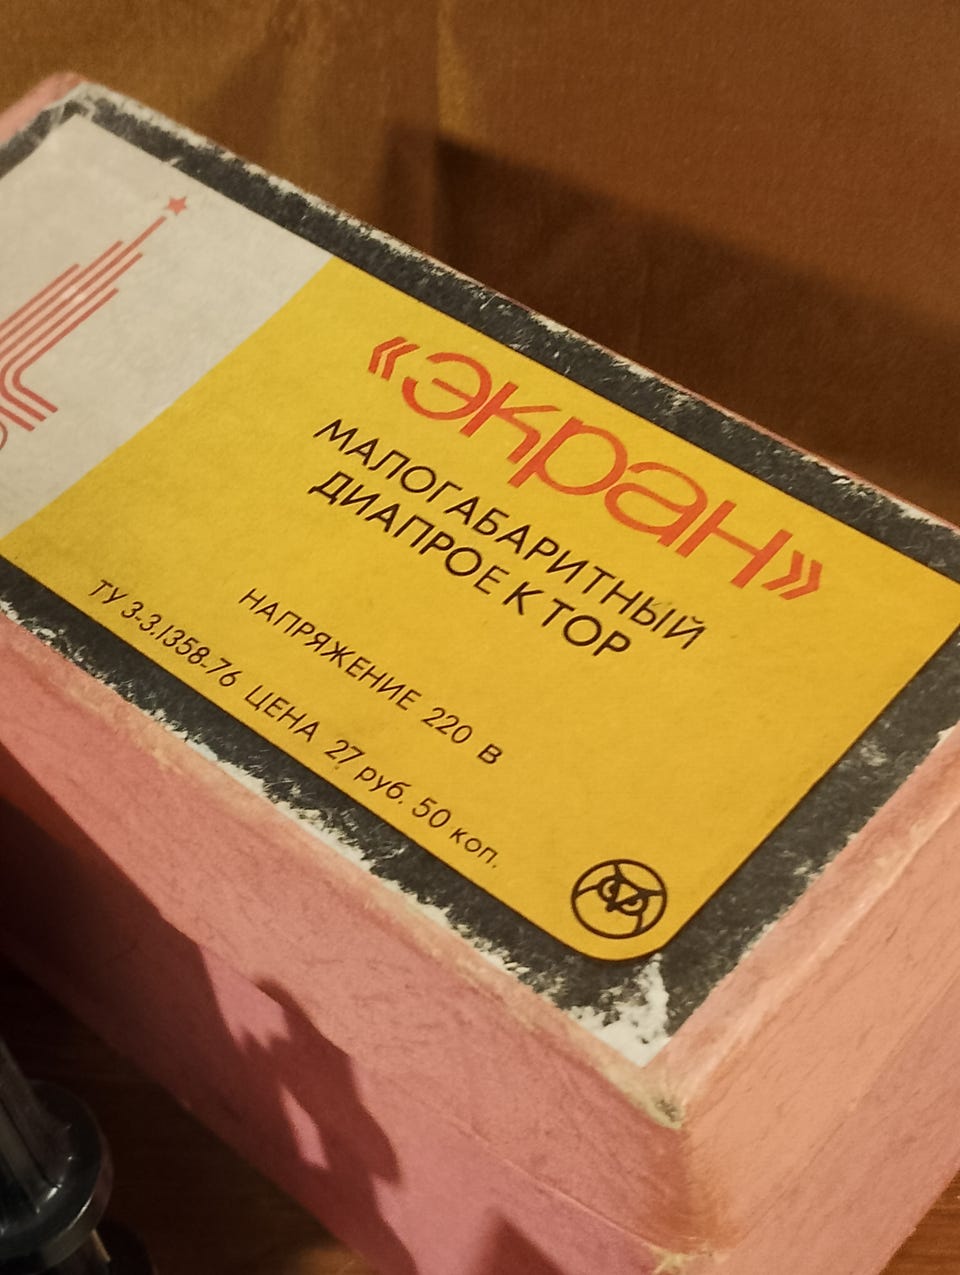 «экран»
МАЛОГАБАРИТНЫЙ
ДИАПРОЕКТОР
НАПРЯЖЕНИЕ 220 В
ТУ 3-3.1358-76 ЦЕНА 27 руб. 50 коп.